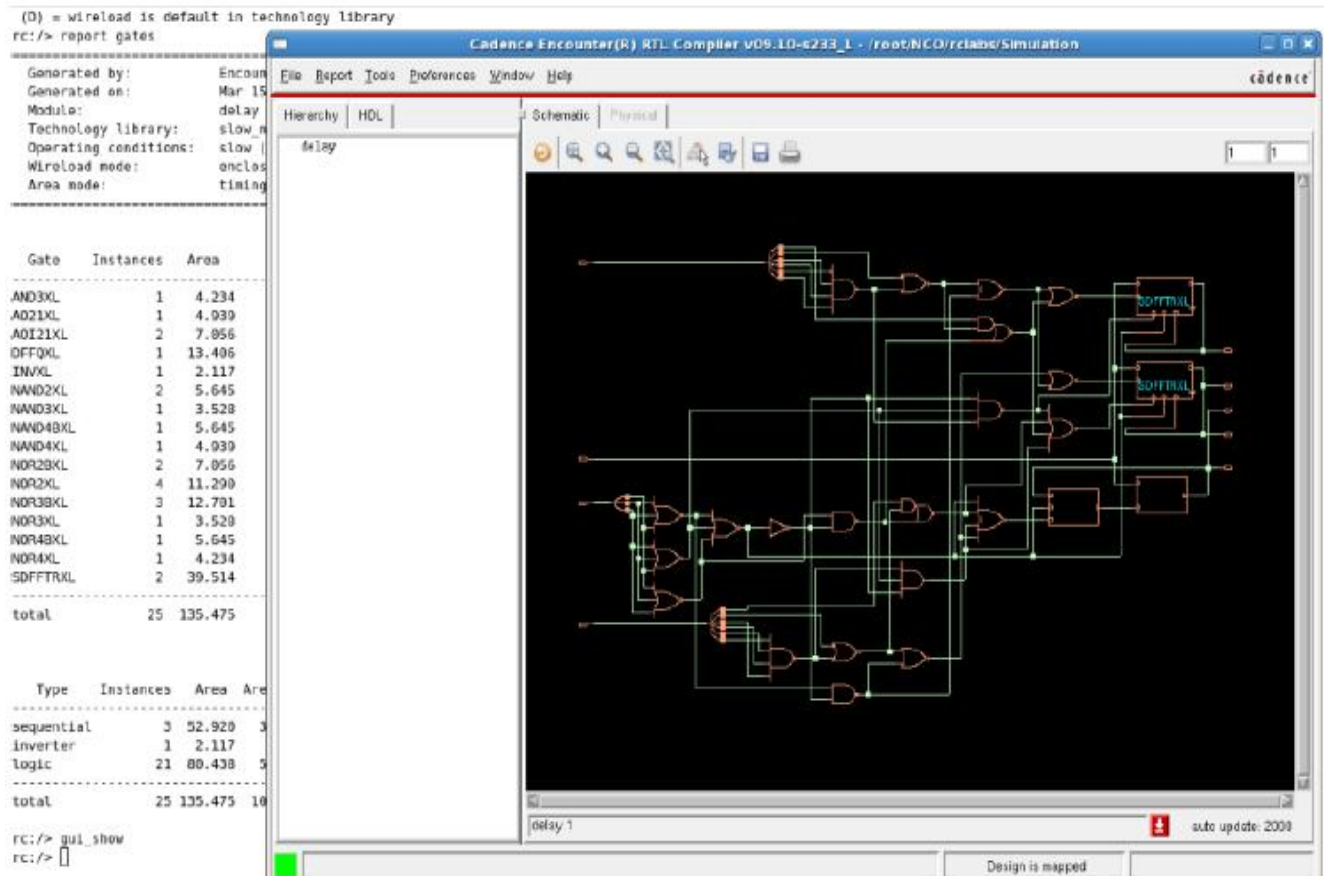 (D) = wireload is default in technology library
rc:/> report gates
Generated by: Encoun
Generated on: Mar 15
Module: delay
Technology library: slow_n
Operating conditions: slow (
Wireload mode: enclos
Area mode: timing
Gate Instances Area
AND3XL 1 4.234
AO21XL 1 4.939
AOI21XL 2 7.056
DFFQXL 1 13.406
INVXL 1 2.117
NAND2XL 2 5.645
NAND3XL 1 3.528
NAND4BXL 1 5.645
NAND4XL 1 4.939
NOR2BXL 2 7.056
NOR2XL 4 11.290
NOR3BXL 3 12.701
NOR3XL 1 3.528
NOR4BXL 1 5.645
NOR4XL 1 4.234
SDFFTRXL 2 39.514
total 25 135.475
Type Instances Area Are
sequential 3 52.920 3
inverter 1 2.117
logic 21 80.438 5
total 25 135.475 10
rc:/> gui_show
rc:/>
Cadence Encounter(R) RTL Compiler v09.10-s233_1 - /root/NCO/rclabs/Simulation
File Report Tools Preferences Window Help
cādence
Hierarchy HDL
delay
Schematic Physical
1 1
SDFFTRXL
SDFFTRXL
delay 1
auto update: 2000
Design is mapped